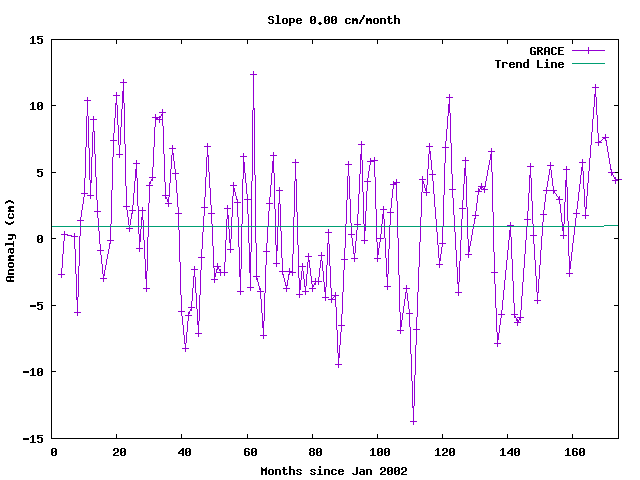 Slope 0.00 cm/month
15
10
5
0
-5
-10
-15
Anomaly (cm)
GRACE
Trend Line
0 20 40 60 80 100 120 140 160
Months since Jan 2002